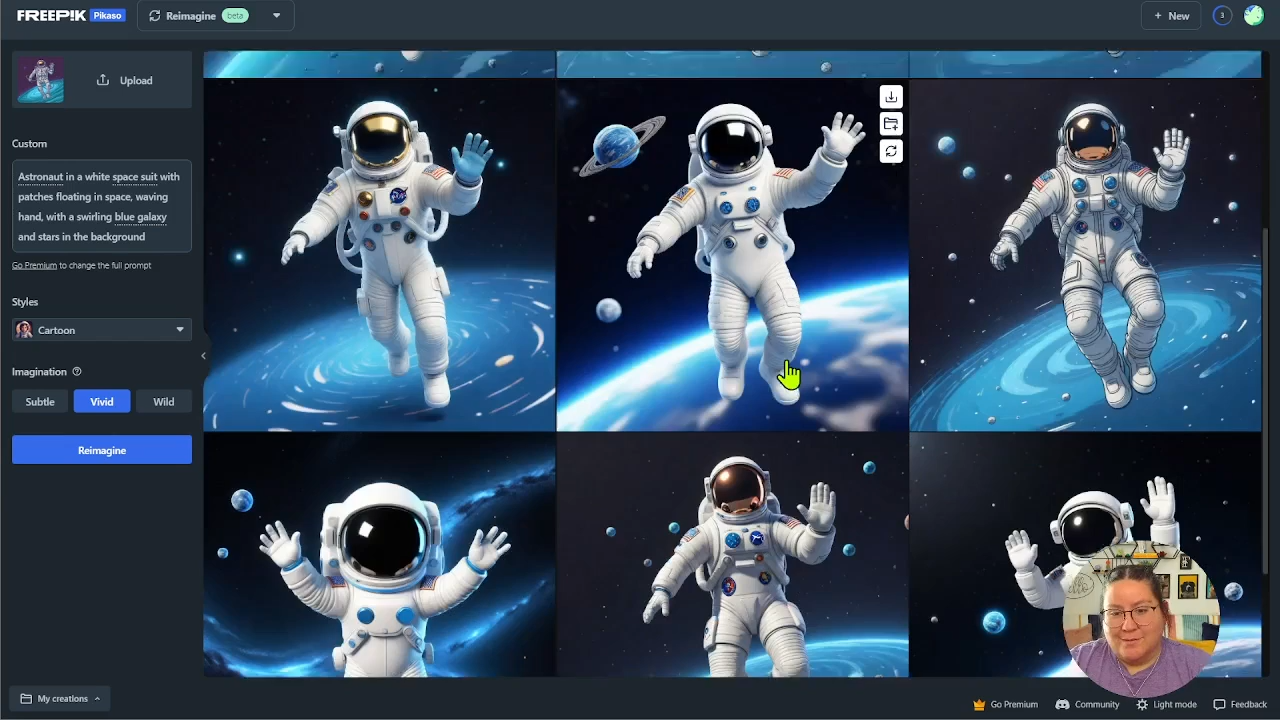 FREEPIK Pikaso
Reimagine beta
+ New
3
Upload
Custom
Astronaut in a white space suit with
patches floating in space, waving
hand, with a swirling blue galaxy
and stars in the background
Go Premium to change the full prompt
Styles
Cartoon
Imagination
Subtle
Vivid
Wild
Reimagine
My creations
Go Premium
Community
Light mode
Feedback